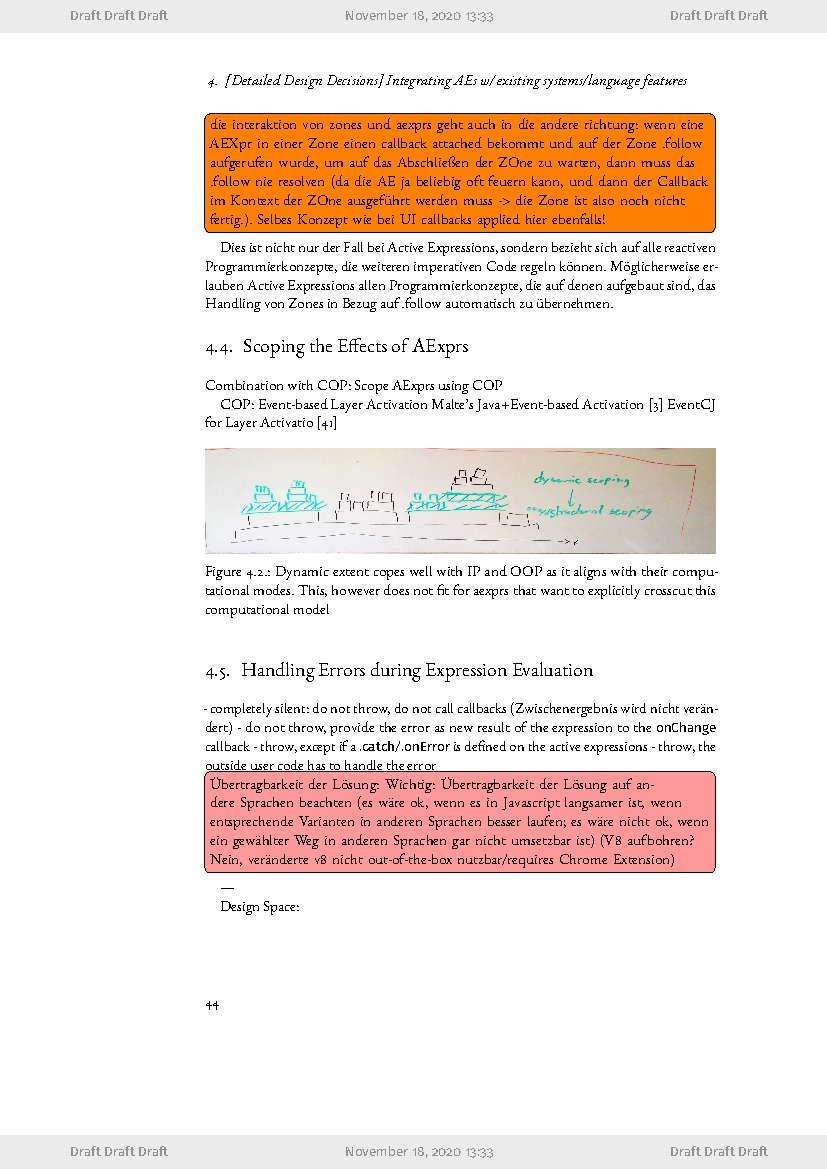 Draft Draft Draft November 18, 2020 13:33 Draft Draft Draft
4. [Detailed Design Decisions] Integrating AEs w/ existing systems/language features
die interaktion von zones und aexprs geht auch in die andere richtung: wenn eine
AEXpr in einer Zone einen callback attached bekommt und auf der Zone .follow
aufgerufen wurde, um auf das Abschließen der ZOne zu warten, dann muss das
.follow nie resolven (da die AE ja beliebig oft feuern kann, und dann der Callback
im Kontext der ZOne ausgeführt werden muss -> die Zone ist also noch nicht
fertig.). Selbes Konzept wie bei UI callbacks applied hier ebenfalls!
Dies ist nicht nur der Fall bei Active Expressions, sondern bezieht sich auf alle reactiven
Programmierkonzepte, die weiteren imperativen Code regeln können. Möglicherweise er-
lauben Active Expressions allen Programmierkonzepte, die auf denen aufgebaut sind, das
Handling von Zones in Bezug auf .follow automatisch zu übernehmen.
4.4. Scoping the Effects of AExprs
Combination with COP: Scope AExprs using COP
COP: Event-based Layer Activation Malte's Java+Event-based Activation [3] EventCJ
for Layer Activatio [41]
dynamic scoping
structural scoping
Figure 4.2.: Dynamic extent copes well with IP and OOP as it aligns with their compu-
tational modes. This, however does not fit for aexprs that want to explicitly crosscut this
computational model
4.5. Handling Errors during Expression Evaluation
- completely silent: do not throw, do not call callbacks (Zwischenergebnis wird nicht verän-
dert) - do not throw, provide the error as new result of the expression to the onChange
callback - throw, except if a .catch/.onError is defined on the active expressions - throw, the
outside user code has to handle the error
Übertragbarkeit der Lösung: Wichtig: Übertragbarkeit der Lösung auf an-
dere Sprachen beachten (es wäre ok, wenn es in Javascript langsamer ist, wenn
entsprechende Varianten in anderen Sprachen besser laufen; es wäre nicht ok, wenn
ein gewählter Weg in anderen Sprachen gar nicht umsetzbar ist) (V8 aufbohren?
Nein, veränderte v8 nicht out-of-the-box nutzbar/requires Chrome Extension)
—
Design Space:
44
Draft Draft Draft November 18, 2020 13:33 Draft Draft Draft